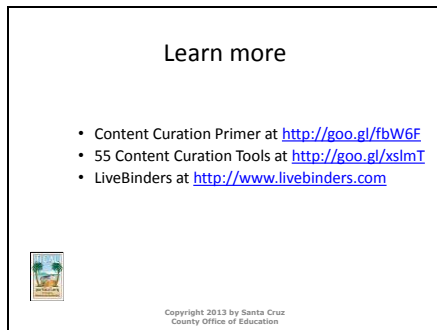 Learn more
• Content Curation Primer at http://goo.gl/fbW6F
• 55 Content Curation Tools at http://goo.gl/xslmT
• LiveBinders at http://www.livebinders.com
Copyright 2013 by Santa Cruz
County Office of Education